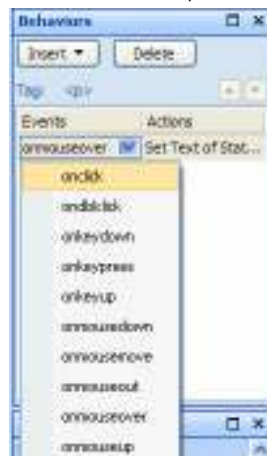 Behaviors
Insert Delete
Tag: <p>
Events Actions
onmouseover Set Text of Stat...
onclick
ondblclick
onkeydown
onkeypress
onkeyup
onmousedown
onmousemove
onmouseout
onmouseover
onmouseup